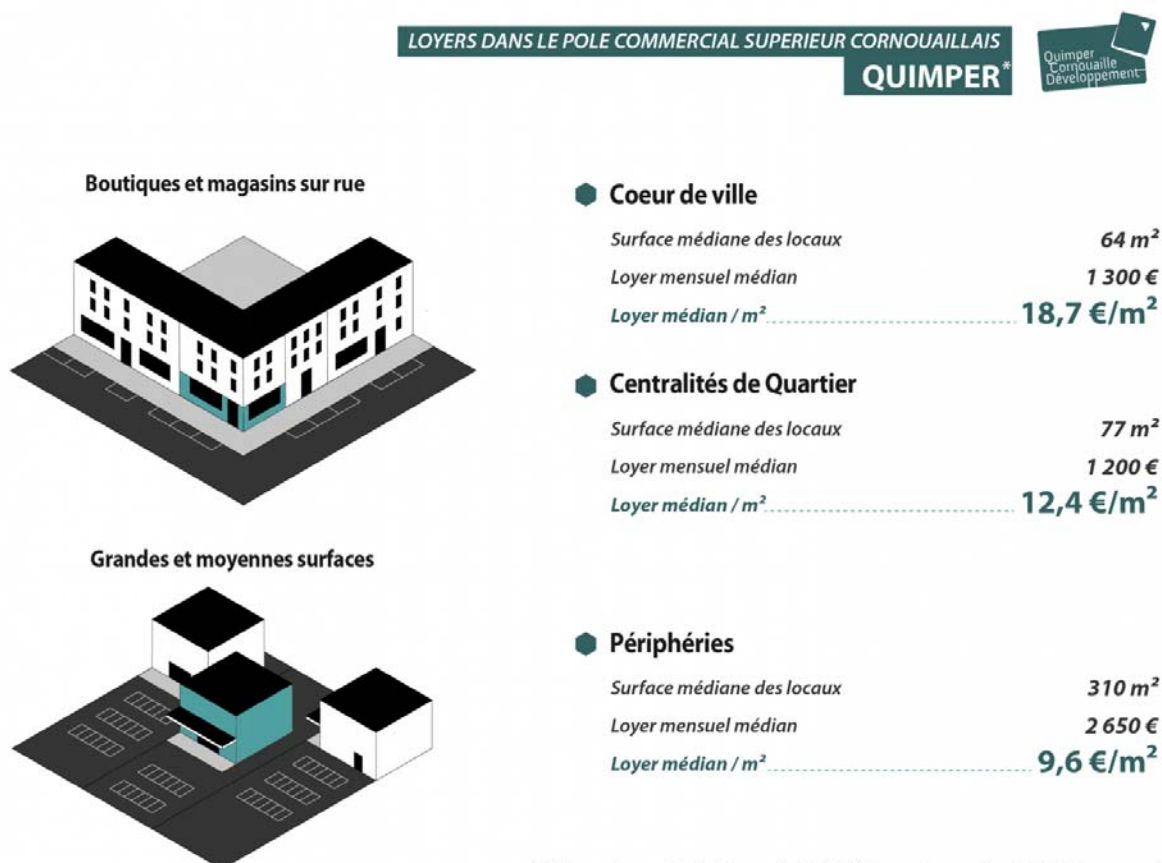 LOYERS DANS LE POLE COMMERCIAL SUPERIEUR CORNOUAILLAIS
QUIMPER*
Quimper
Cornouaille
Développement
Boutiques et magasins sur rue
Coeur de ville
Surface médiane des locaux 64 m²
Loyer mensuel médian 1 300 €
Loyer médian / m² 18,7 €/m²
Centralités de Quartier
Surface médiane des locaux 77 m²
Loyer mensuel médian 1 200 €
Loyer médian / m² 12,4 €/m²
Grandes et moyennes surfaces
Périphéries
Surface médiane des locaux 310 m²
Loyer mensuel médian 2 650 €
Loyer médian / m² 9,6 €/m²